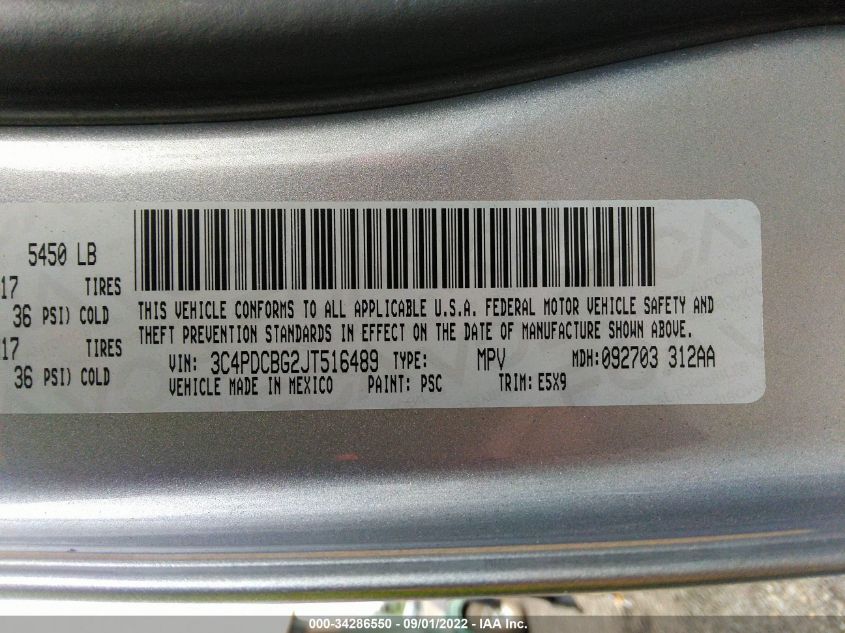 5450 LB
17 TIRES
36 PSI) COLD
17 TIRES
36 PSI) COLD
THIS VEHICLE CONFORMS TO ALL APPLICABLE U.S.A. FEDERAL MOTOR VEHICLE SAFETY AND
THEFT PREVENTION STANDARDS IN EFFECT ON THE DATE OF MANUFACTURE SHOWN ABOVE.
VIN: 3C4PDCBG2JT516489 TYPE: MPV MDH:092703 312AA
VEHICLE MADE IN MEXICO PAINT: PSC TRIM: E5X9
000-34286550 - 09/01/2022 - IAA Inc.